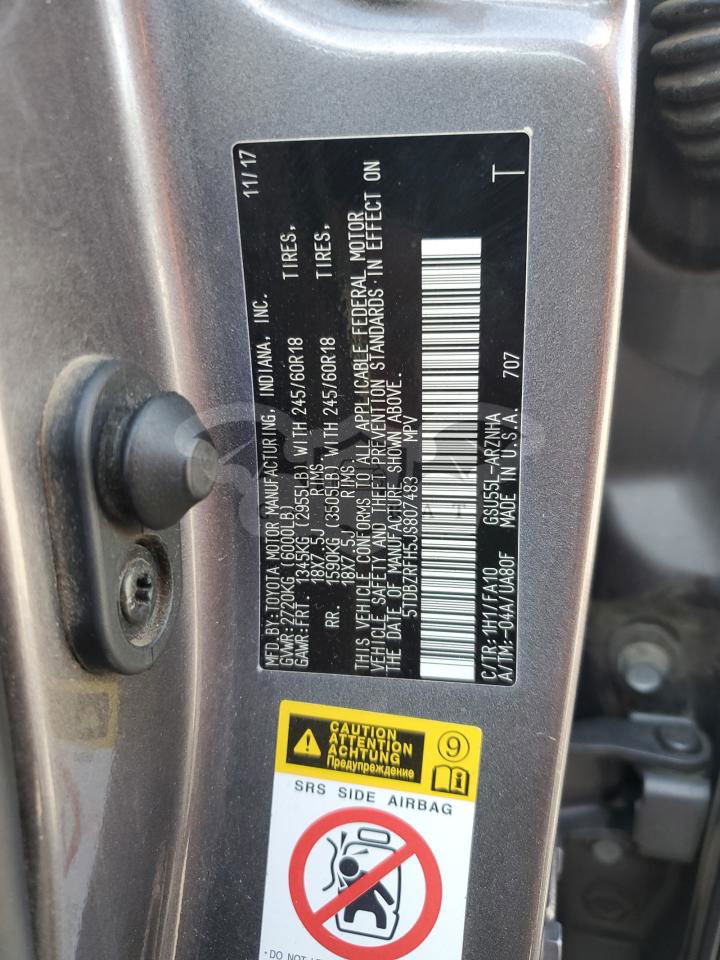 MFD.BY:TOYOTA MOTOR MANUFACTURING, INDIANA, INC. 11/17
GVWR:2720KG (6000LB)
GAWR:FRT. 1345KG (2955LB) WITH 245/60R18 TIRES,
18X7.5J RIMS,
RR. 1590KG (3505LB) WITH 245/60R18 TIRES,
18X7.5J RIMS,
THIS VEHICLE CONFORMS TO ALL APPLICABLE FEDERAL MOTOR
VEHICLE SAFETY AND THEFT PREVENTION STANDARDS IN EFFECT ON
THE DATE OF MANUFACTURE SHOWN ABOVE.
5TDBZRFH5JS807483 MPV
C/TR:1H1/FA10 GSU55L-ARZNHA
A/TM:-04A/UA80F MADE IN U.S.A. 707 T
CAUTION
ATTENTION
ACHTUNG
Предупреждение
9
SRS SIDE AIRBAG
• DO NOT